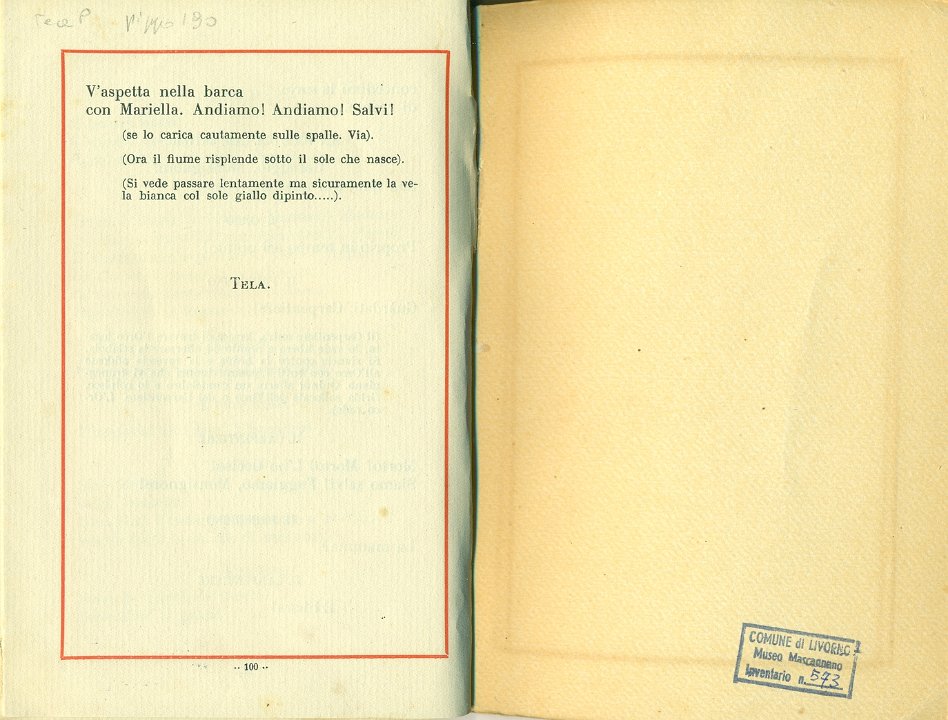 V'aspetta nella barca
con Mariella. Andiamo! Andiamo! Salvi!
(se lo carica cautamente sulle spalle. Via).
(Ora il fiume risplende sotto il sole che nasce).
(Si vede passare lentamente ma sicuramente la ve-
la bianca col sole giallo dipinto.....).
TELA.
-- 100 --
COMUNE di LIVORNO
Museo Mascagnano
Inventario n. 573